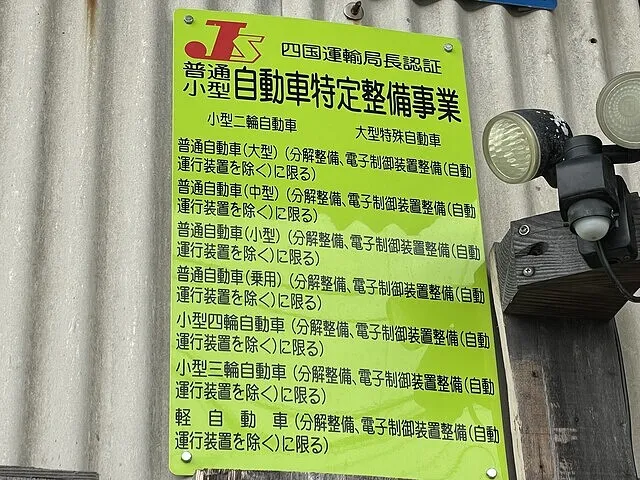 JS 四国運輸局長認証
普通
小型
自動車特定整備事業
小型二輪自動車 大型特殊自動車
普通自動車(大型)(分解整備、電子制御装置整備(自動
運行装置を除く)に限る)
普通自動車(中型)(分解整備、電子制御装置整備(自動
運行装置を除く)に限る)
普通自動車(小型)(分解整備、電子制御装置整備(自動
運行装置を除く)に限る)
普通自動車(乗用)(分解整備、電子制御装置整備(自動
運行装置を除く)に限る)
小型四輪自動車(分解整備、電子制御装置整備(自動
運行装置を除く)に限る)
小型三輪自動車(分解整備、電子制御装置整備(自動
運行装置を除く)に限る)
軽自動車(分解整備、電子制御装置整備(自動
運行装置を除く)に限る)